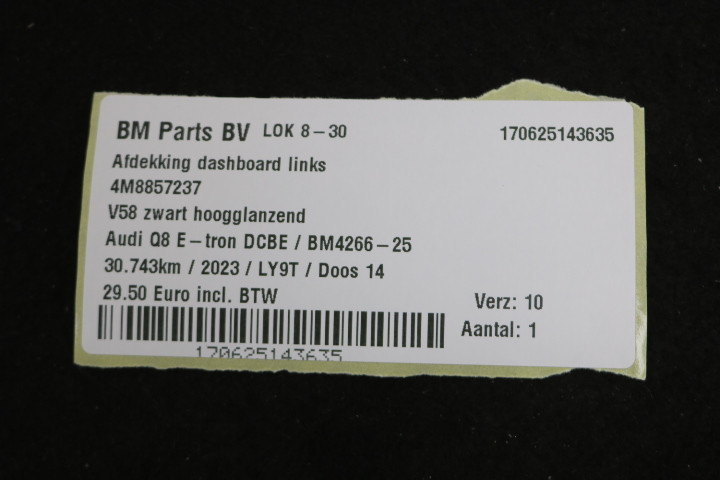 BM Parts BV LOK 8-30 170625143635
Afdekking dashboard links
4M8857237
V58 zwart hoogglanzend
Audi Q8 E-tron DCBE / BM4266-25
30.743km / 2023 / LY9T / Doos 14
29.50 Euro incl. BTW
Verz: 10
Aantal: 1
170625143635